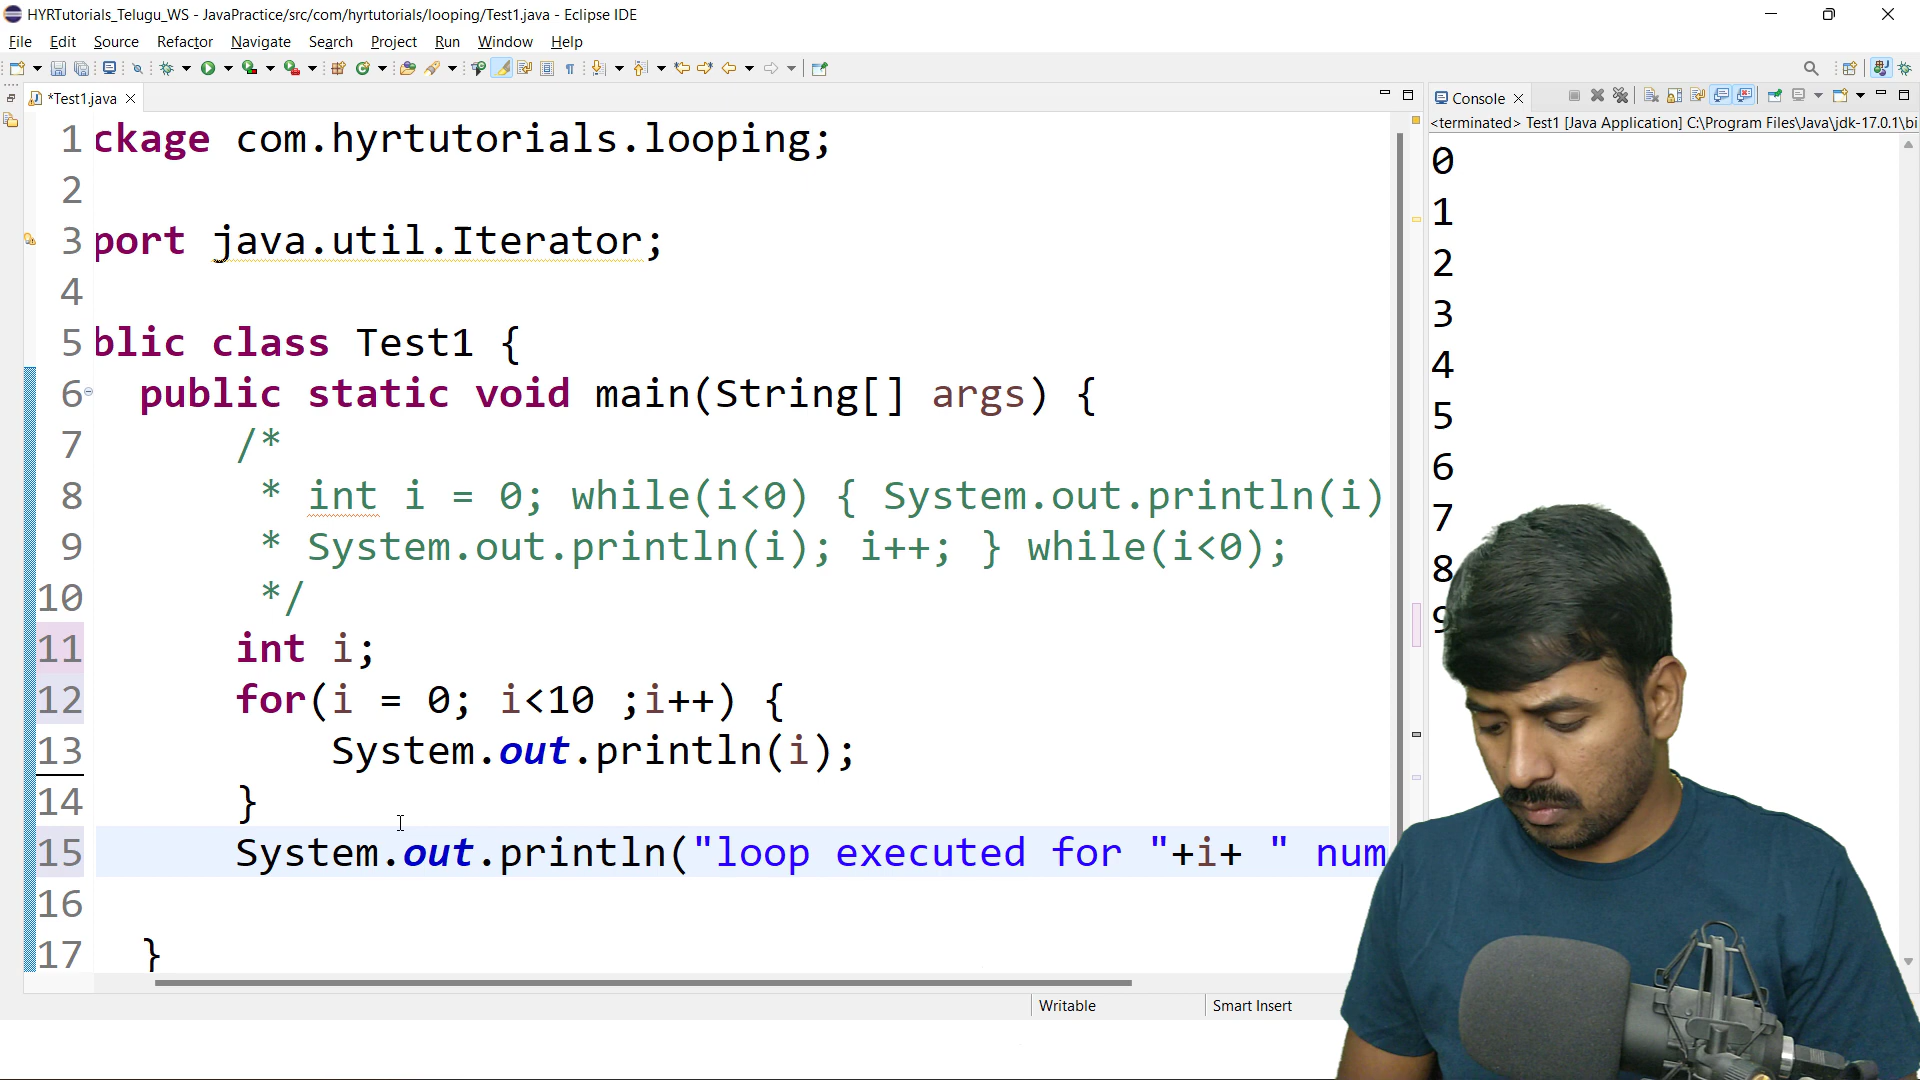 HYRTutorials_Telugu_WS - JavaPractice/src/com/hyrtutorials/looping/Test1.java - Eclipse IDE
File Edit Source Refactor Navigate Search Project Run Window Help
*Test1.java
Console
<terminated> Test1 [Java Application] C:\Program Files\Java\jdk-17.0.1\bi
1 ckage com.hyrtutorials.looping;
2
3 port java.util.Iterator;
4
5 blic class Test1 {
6 public static void main(String[] args) {
7 /*
8 * int i = 0; while(i<0) { System.out.println(i)
9 * System.out.println(i); i++; } while(i<0);
10 */
11 int i;
12 for(i = 0; i<10 ;i++) {
13 System.out.println(i);
14 }
15 System.out.println("loop executed for "+i+ " num
16
17 }
0
1
2
3
4
5
6
7
8
9
Writable
Smart Insert